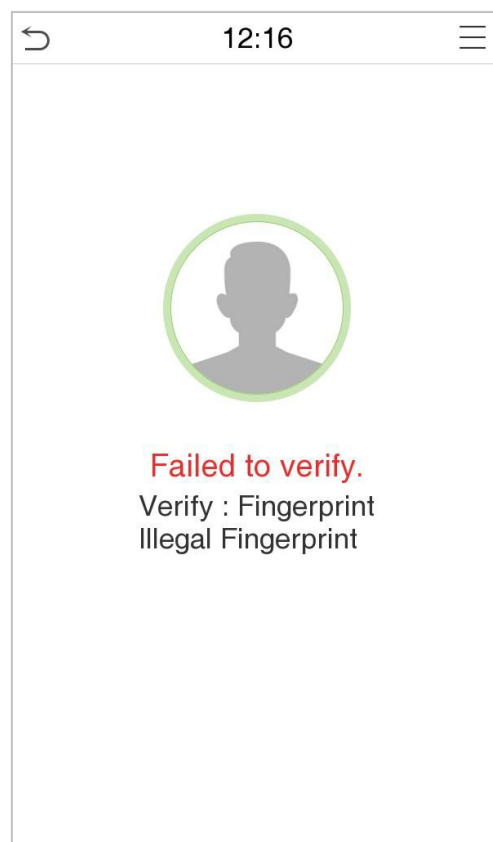 12:16
Failed to verify.
Verify : Fingerprint
Illegal Fingerprint